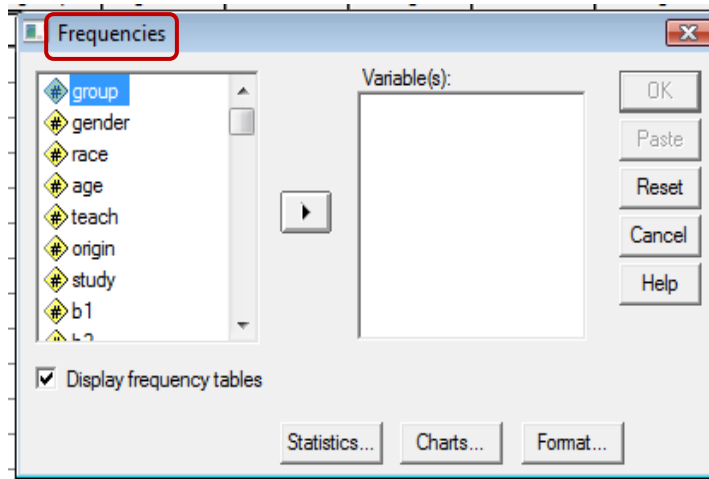 Frequencies
group
gender
race
age
teach
origin
study
b1
Variable(s):
OK
Paste
Reset
Cancel
Help
Display frequency tables
Statistics...
Charts...
Format...